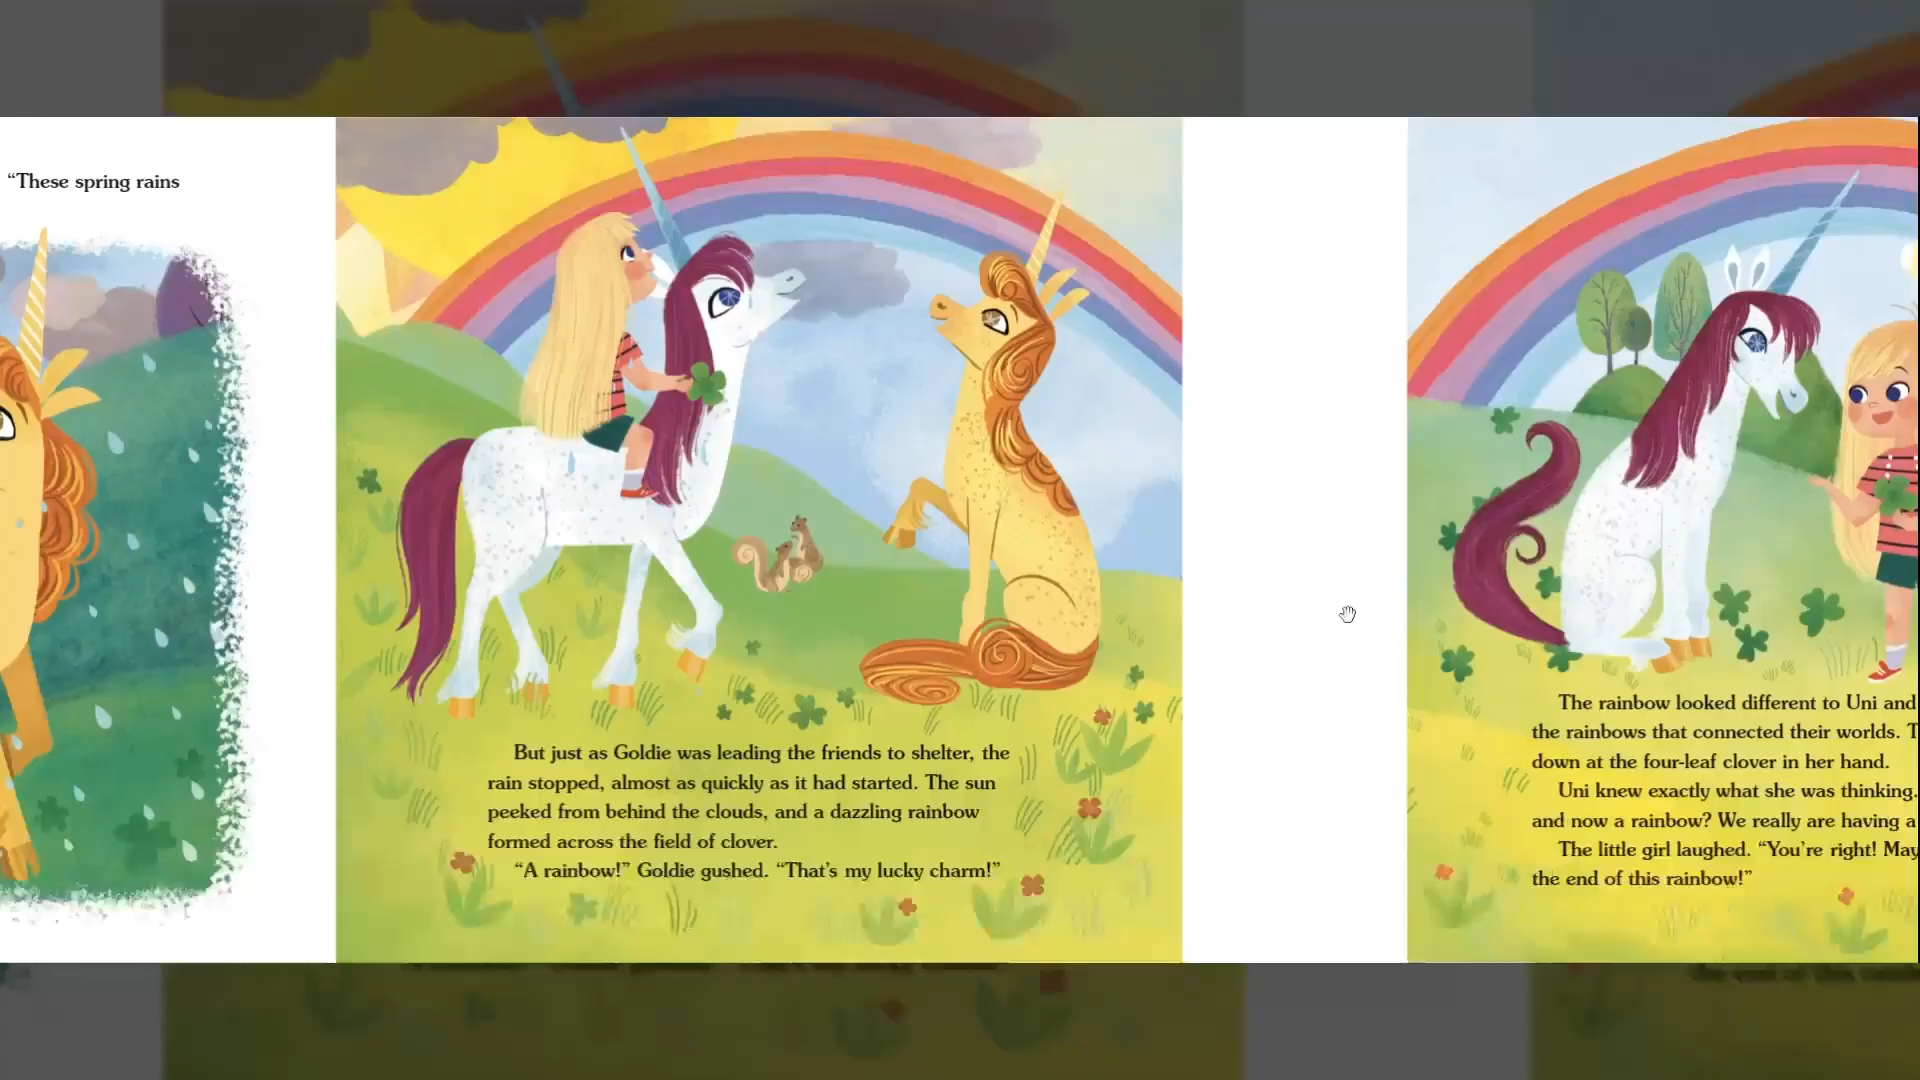 “These spring rains
But just as Goldie was leading the friends to shelter, the
rain stopped, almost as quickly as it had started. The sun
peeked from behind the clouds, and a dazzling rainbow
formed across the field of clover.
“A rainbow!” Goldie gushed. “That’s my lucky charm!”
The rainbow looked different to Uni and
the rainbows that connected their worlds. T
down at the four-leaf clover in her hand.
Uni knew exactly what she was thinking.
and now a rainbow? We really are having a
The little girl laughed. “You’re right! May
the end of this rainbow!”